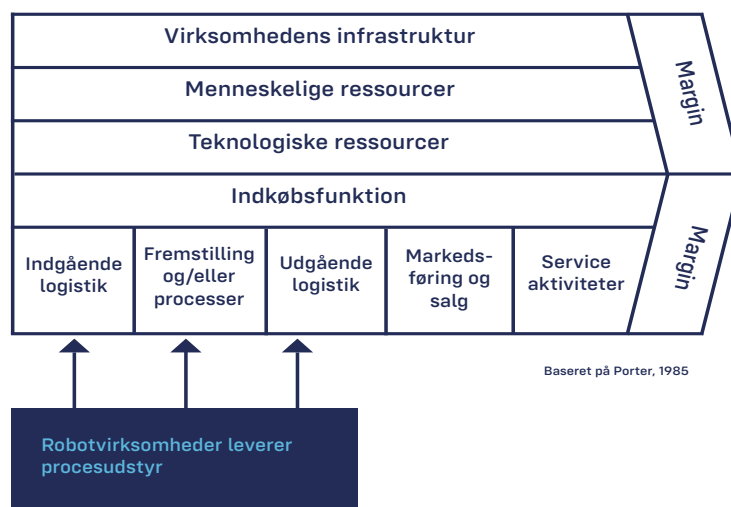 Virksomhedens infrastruktur
Menneskelige ressourcer
Teknologiske ressourcer
Indkøbsfunktion
Margin
Margin
Indgående
logistik
Fremstilling
og/eller
processer
Udgående
logistik
Markeds-
føring og
salg
Service
aktiviteter
Baseret på Porter, 1985
Robotvirksomheder leverer
procesudstyr